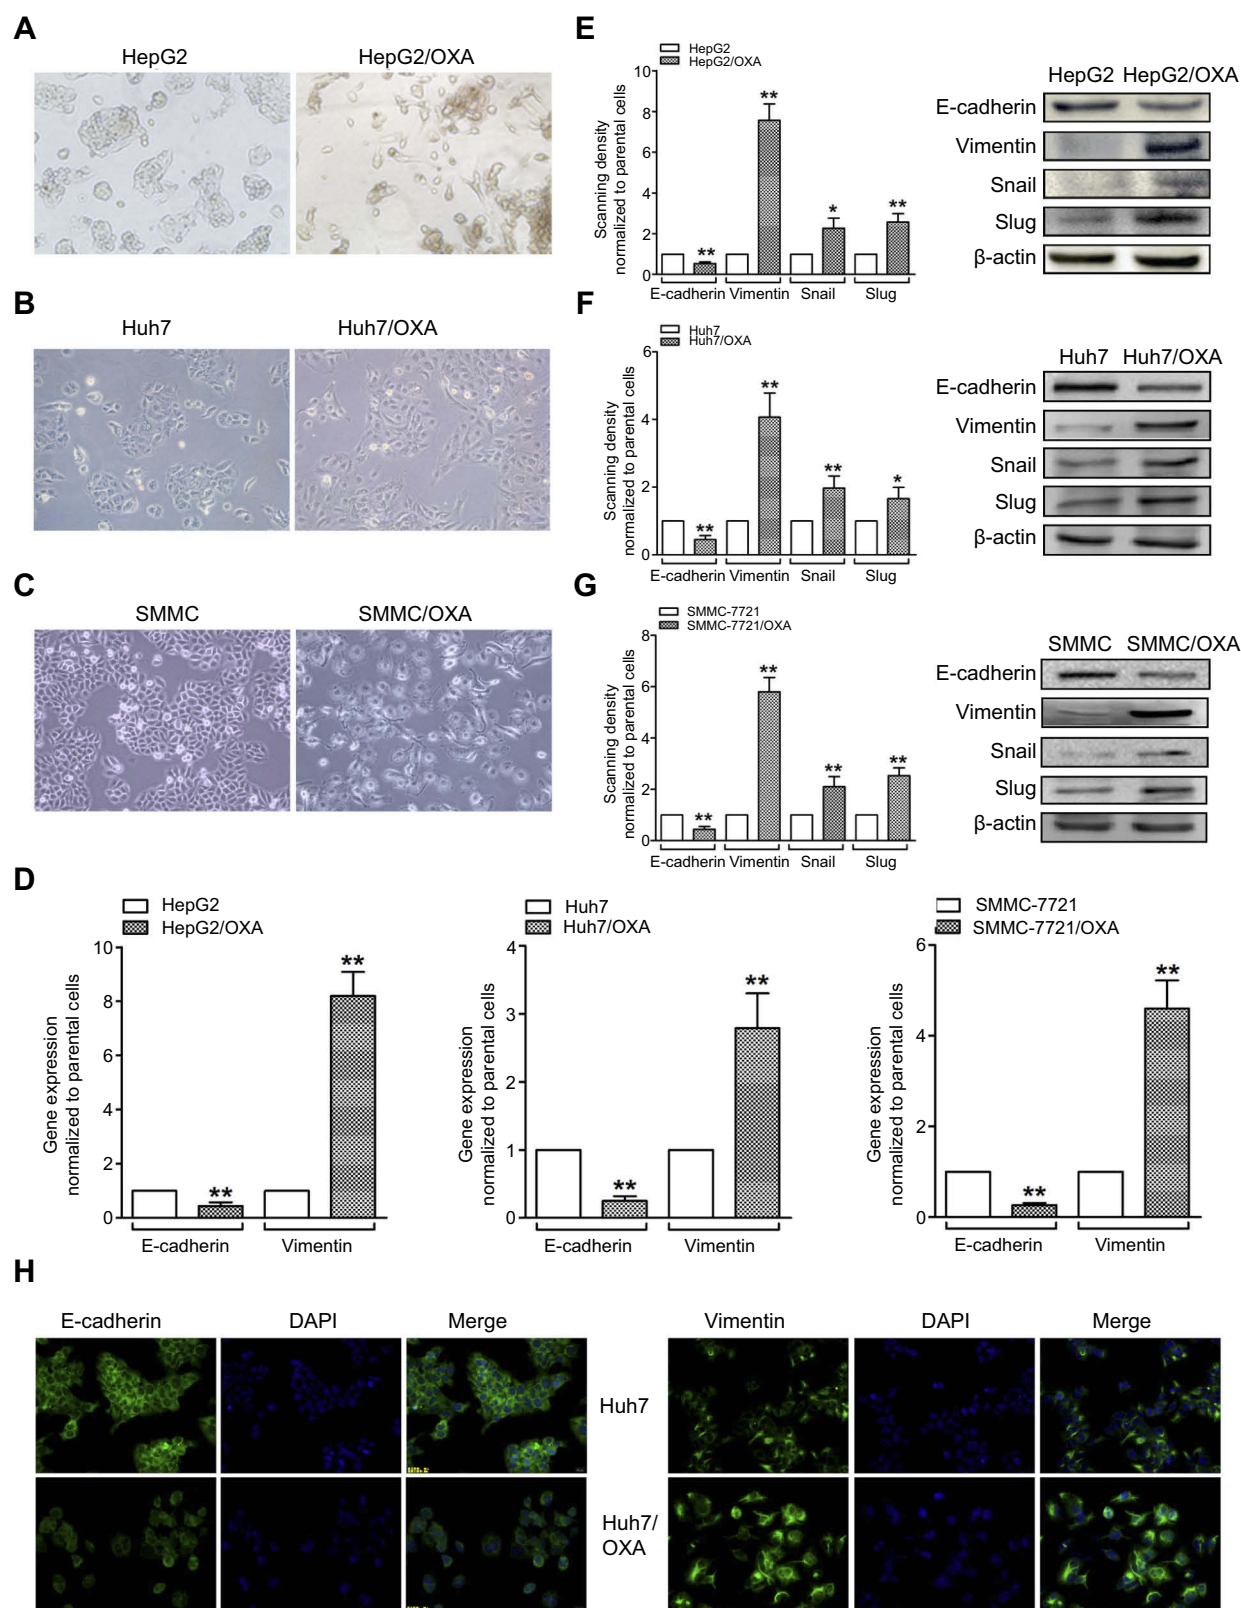 A
HepG2 HepG2/OXA
B
Huh7 Huh7/OXA
C
SMMC SMMC/OXA
E
HepG2
HepG2/OXA
Scanning density
normalized to parental cells
10
8
6
4
2
0
** ** * **
E-cadherin Vimentin Snail Slug
HepG2 HepG2/OXA
E-cadherin
Vimentin
Snail
Slug
β-actin
F
Huh7
Huh7/OXA
Scanning density
normalized to parental cells
6
4
2
0
** ** ** *
E-cadherin Vimentin Snail Slug
Huh7 Huh7/OXA
E-cadherin
Vimentin
Snail
Slug
β-actin
G
SMMC-7721
SMMC-7721/OXA
Scanning density
normalized to parental cells
8
6
4
2
0
** ** ** **
E-cadherin Vimentin Snail Slug
SMMC SMMC/OXA
E-cadherin
Vimentin
Snail
Slug
β-actin
D
HepG2
HepG2/OXA
Gene expression
normalized to parental cells
10
8
6
4
2
0
** **
E-cadherin Vimentin
Huh7
Huh7/OXA
Gene expression
normalized to parental cells
4
3
2
1
0
** **
E-cadherin Vimentin
SMMC-7721
SMMC-7721/OXA
Gene expression
normalized to parental cells
6
4
2
0
** **
E-cadherin Vimentin
H
E-cadherin DAPI Merge Vimentin DAPI Merge
Huh7
Huh7/
OXA